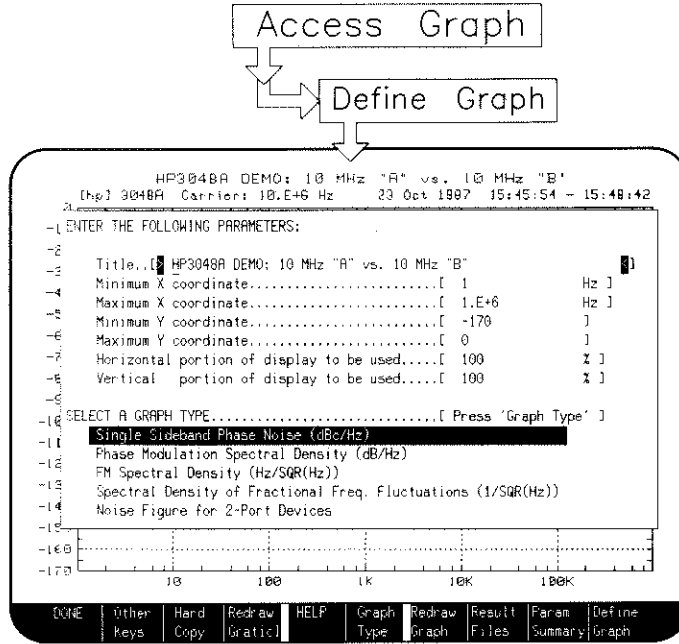 Access Graph
Define Graph
HP3048A DEMO: 10 MHz "A" vs. 10 MHz "B"
[hp] 3048A Carrier: 10.E+6 Hz 23 Oct 1987 15:45:54 - 15:48:42
ENTER THE FOLLOWING PARAMETERS:
Title..[> HP3048A DEMO: 10 MHz "A" vs. 10 MHz "B" <]
Minimum X coordinate........................[ 1 Hz ]
Maximum X coordinate........................[ 1.E+6 Hz ]
Minimum Y coordinate........................[ -170 ]
Maximum Y coordinate........................[ 0 ]
Horizontal portion of display to be used.....[ 100 % ]
Vertical portion of display to be used.....[ 100 % ]
SELECT A GRAPH TYPE.............................[ Press 'Graph Type' ]
Single Sideband Phase Noise (dBc/Hz)
Phase Modulation Spectral Density (dB/Hz)
FM Spectral Density (Hz/SQR(Hz))
Spectral Density of Fractional Freq. Fluctuations (1/SQR(Hz))
Noise Figure for 2-Port Devices
-160
-170
10 100 1K 10K 100K
DONE Other Keys Hard Copy Redraw Graticl HELP Graph Type Redraw Graph Result Files Param Summary Define Graph